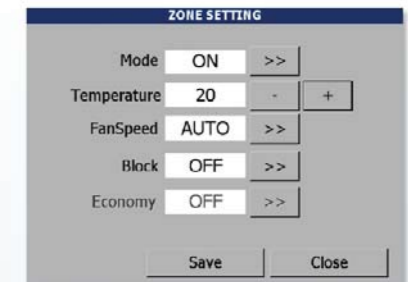 ZONE SETTING
Mode ON >>
Temperature 20 - +
FanSpeed AUTO >>
Block OFF >>
Economy OFF >>
Save Close